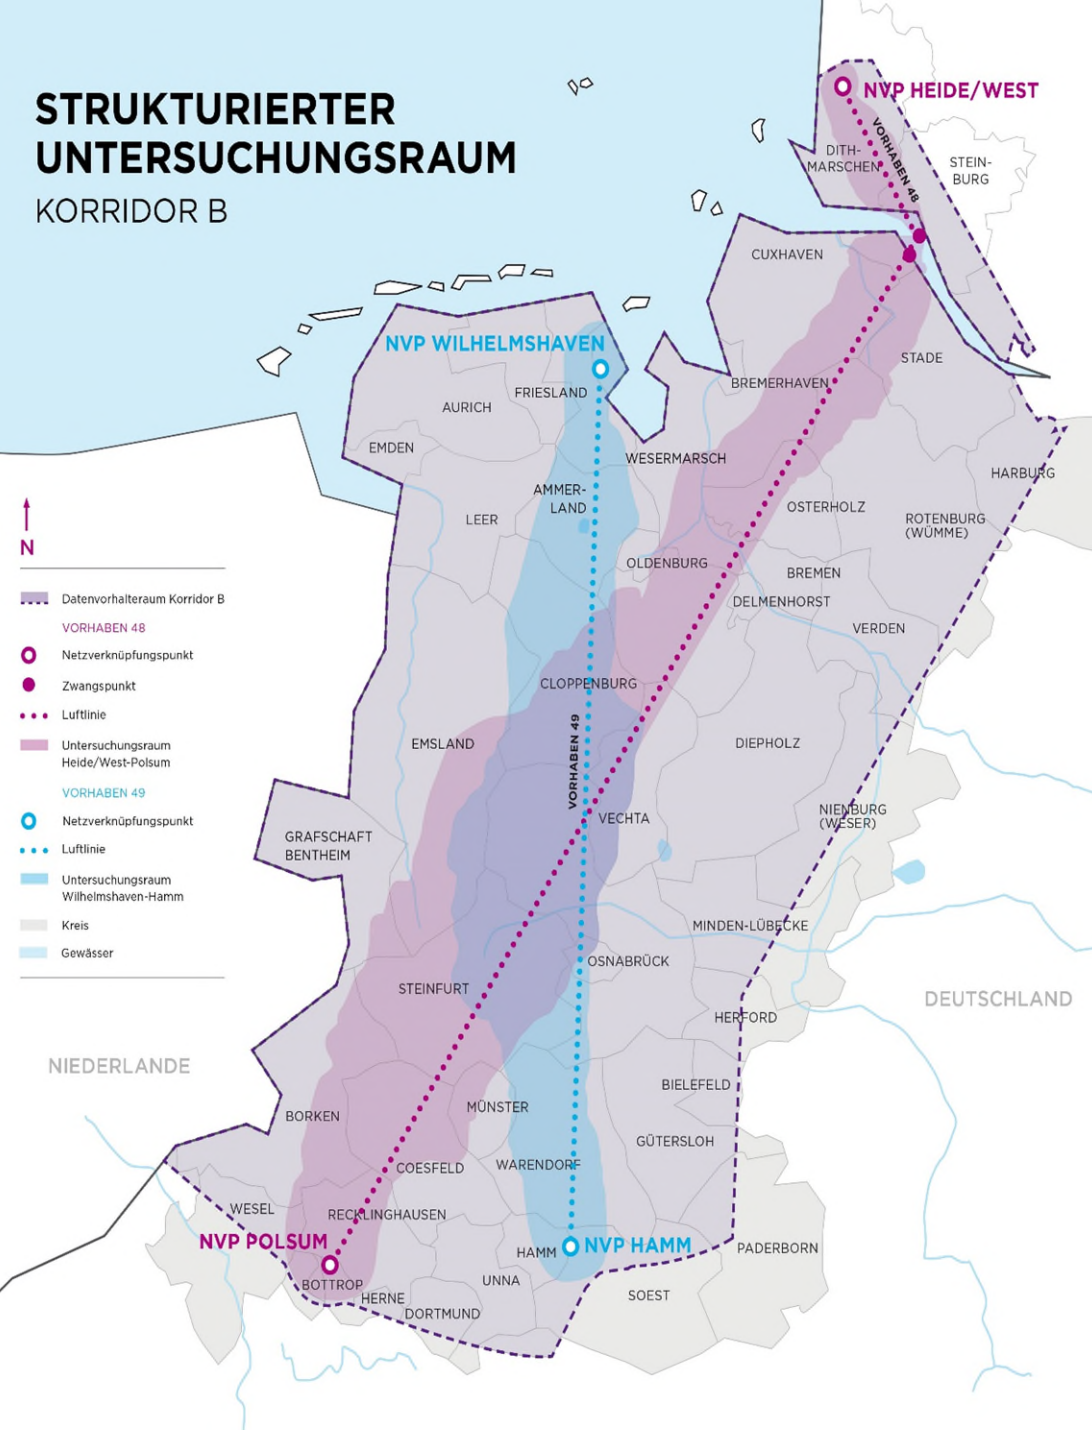 STRUKTURIERTER
UNTERSUCHUNGSRAUM
KORRIDOR B
NVP HEIDE/WEST
VORHABEN 48
DITH-
MARSCHEN
STEIN-
BURG
CUXHAVEN
STADE
NVP WILHELMSHAVEN
FRIESLAND
AURICH
BREMERHAVEN
EMDEN
WESERMARSCH
HARBURG
AMMER-
LAND
LEER
OSTERHOLZ
ROTENBURG
(WÜMME)
OLDENBURG
BREMEN
DELMENHORST
VERDEN
CLOPPENBURG
EMSLAND
VORHABEN 49
DIEPHOLZ
VECHTA
NIENBURG
(WESER)
GRAFSCHAFT
BENTHEIM
MINDEN-LÜBECKE
OSNABRÜCK
STEINFURT
HERFORD
DEUTSCHLAND
NIEDERLANDE
BIELEFELD
BORKEN
MÜNSTER
GÜTERSLOH
COESFELD
WARENDORF
WESEL
RECKLINGHAUSEN
NVP POLSUM
HAMM
NVP HAMM
PADERBORN
BOTTROP
UNNA
HERNE
SOEST
DORTMUND
N
Datenvorhalteraum Korridor B
VORHABEN 48
Netzverknüpfungspunkt
Zwangspunkt
Luftlinie
Untersuchungsraum
Heide/West-Polsum
VORHABEN 49
Netzverknüpfungspunkt
Luftlinie
Untersuchungsraum
Wilhelmshaven-Hamm
Kreis
Gewässer